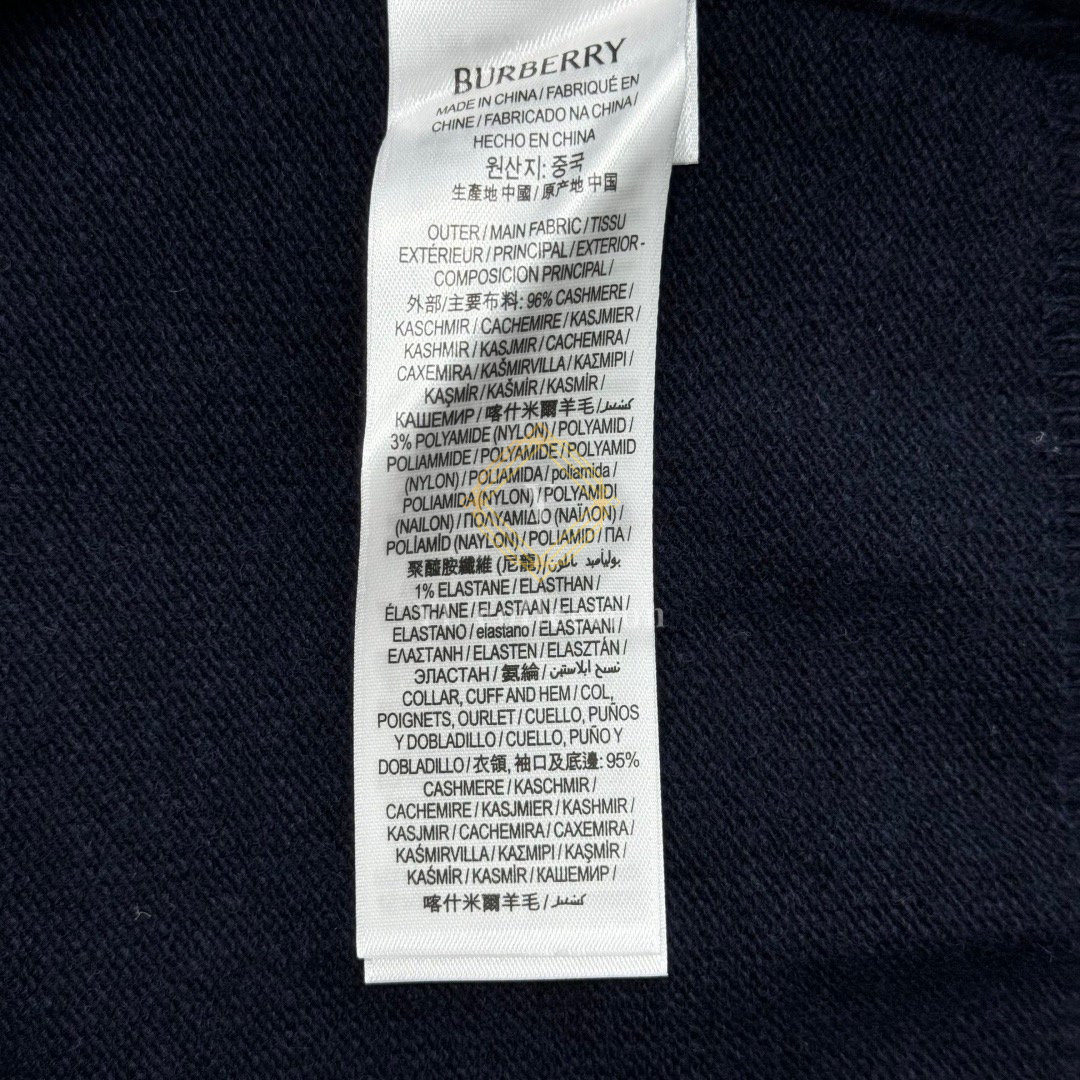 BURBERRY
MADE IN CHINA / FABRIQUÉ EN
CHINE / FABRICADO NA CHINA /
HECHO EN CHINA
원산지: 중국
生產地 中國 / 原产地 中国
OUTER / MAIN FABRIC / TISSU
EXTÉRIEUR / PRINCIPAL / EXTERIOR -
COMPOSICION PRINCIPAL /
外部/主要布料: 96% CASHMERE /
KASCHMIR / CACHEMIRE / KASJMIER /
KASHMIR / KASJMIR / CACHEMIRA /
CAXEMIRA / KAŠMIRVILLA / ΚΑΣΜΙΡΙ /
KAŞMİR / KAŠMÍR / KASMÍR /
КАШЕМИР / 喀什米爾羊毛 / كشمير
3% POLYAMIDE (NYLON) / POLYAMID /
POLIAMMIDE / POLYAMIDE / POLYAMID
(NYLON) / POLIAMIDA / poliamida /
POLIAMIDA (NYLON) / POLYAMIDI
(NAILON) / ΠΟΛΥΑΜΙΔΙΟ (ΝΑΪΛΟΝ) /
POLİAMİD (NAYLON) / POLIAMID / ПА /
聚醯胺纖維 (尼龍) / بولياميد نايلون
1% ELASTANE / ELASTHAN /
ÉLASTHANE / ELASTAAN / ELASTAN /
ELASTANO / elastano / ELASTAANI /
ΕΛΑΣΤΑΝΗ / ELASTEN / ELASZTÁN /
ЭЛАСТАН / 氨綸 / نسيج ايلاستين
COLLAR, CUFF AND HEM / COL,
POIGNETS, OURLET / CUELLO, PUÑOS
Y DOBLADILLO / CUELLO, PUÑO Y
DOBLADILLO / 衣領, 袖口及底邊: 95%
CASHMERE / KASCHMIR /
CACHEMIRE / KASJMIER / KASHMIR /
KASJMIR / CACHEMIRA / CAXEMIRA /
KAŚMIRVILLA / ΚΑΣΜΙΡΙ / KAŞMİR /
KAŚMÍR / KASMÍR / КАШЕМИР /
喀什米爾羊毛 / كشمير